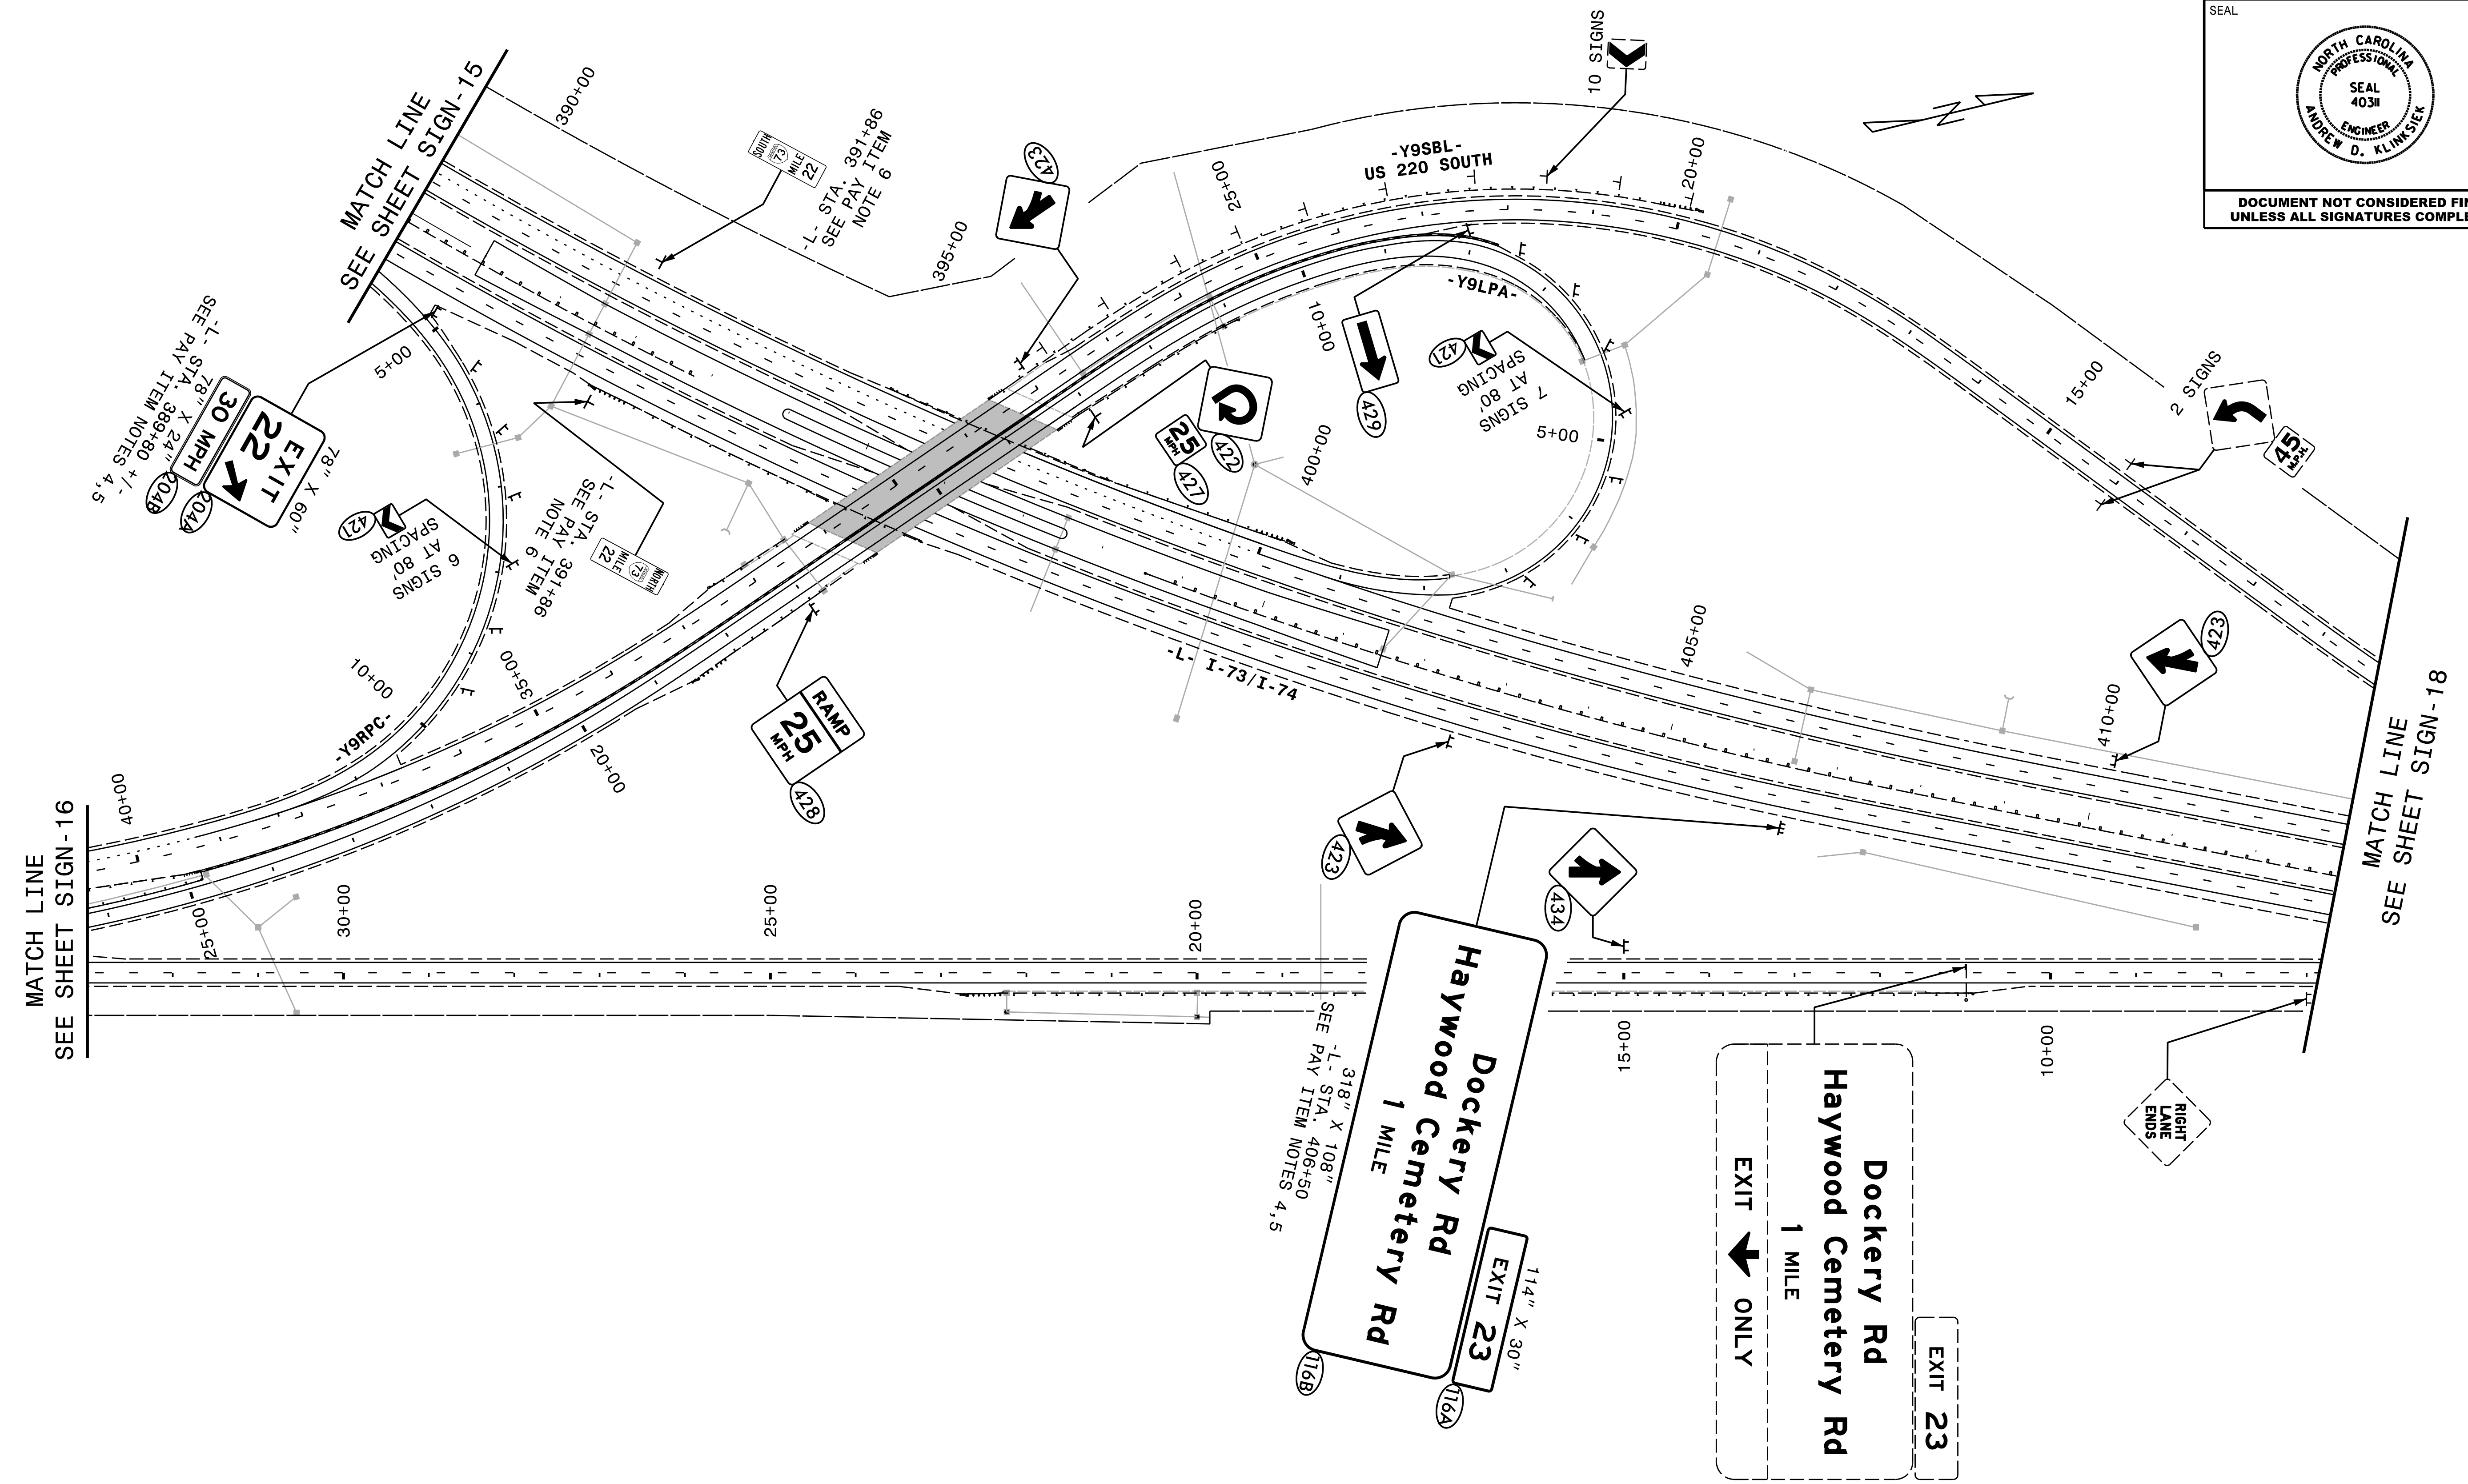 SEAL
NORTH CAROLINA
PROFESSIONAL
SEAL
40311
ENGINEER
ANDREW D. KLINKSIEK
DOCUMENT NOT CONSIDERED
UNLESS ALL SIGNATURES
MATCH LINE
SEE SHEET SIGN-15
390+00
SOUTH
73
MILE
22
-L- STA. 391+86
SEE PAY ITEM
NOTE 6
395+00
423
25+00
-Y9SBL-
US 220 SOUTH
10 SIGNS
20+00
15+00
2 SIGNS
45
M.P.H.
-Y9LPA-
10+00
429
421
7 SIGNS
AT 80'
SPACING
5+00
422
25
MPH
427
400+00
5+00
EXIT
22
30 MPH
204A
204B
78" X 60"
78" X 24"
-L- STA. 389+80 +/-
SEE PAY ITEM NOTES 4,5
421
6 SIGNS
AT 80'
SPACING
NORTH
73
MILE
22
-L- STA. 391+86
SEE PAY ITEM
NOTE 6
10+00
-Y9RPC-
35+00
20+00
40+00
RAMP
25
MPH
428
-L- I-73/I-74
405+00
410+00
423
423
434
MATCH LINE
SEE SHEET SIGN-18
MATCH LINE
SEE SHEET SIGN-16
25+00
30+00
25+00
20+00
15+00
10+00
EXIT 23
114" X 30"
116A
Dockery Rd
Haywood Cemetery Rd
1 MILE
116B
318" X 108"
-L- STA. 406+50
SEE PAY ITEM NOTES 4,5
EXIT 23
Dockery Rd
Haywood Cemetery Rd
1 MILE
EXIT ONLY
RIGHT
LANE
ENDS